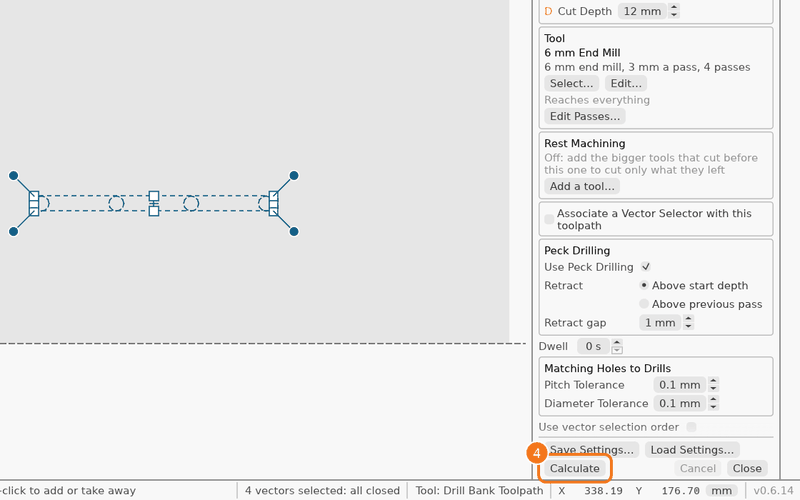 D Cut Depth 12 mm
Tool
6 mm End Mill
6 mm end mill, 3 mm a pass, 4 passes
Select... Edit...
Reaches everything
Edit Passes...
Rest Machining
Off: add the bigger tools that cut before
this one to cut only what they left
Add a tool...
Associate a Vector Selector with this
toolpath
Peck Drilling
Use Peck Drilling
Retract Above start depth
Above previous pass
Retract gap 1 mm
Dwell 0 s
Matching Holes to Drills
Pitch Tolerance 0.1 mm
Diameter Tolerance 0.1 mm
Use vector selection order
4
Save Settings... Load Settings...
Calculate Cancel Close
-click to add or take away 4 vectors selected: all closed Tool: Drill Bank Toolpath X 338.19 Y 176.70 mm v0.6.14